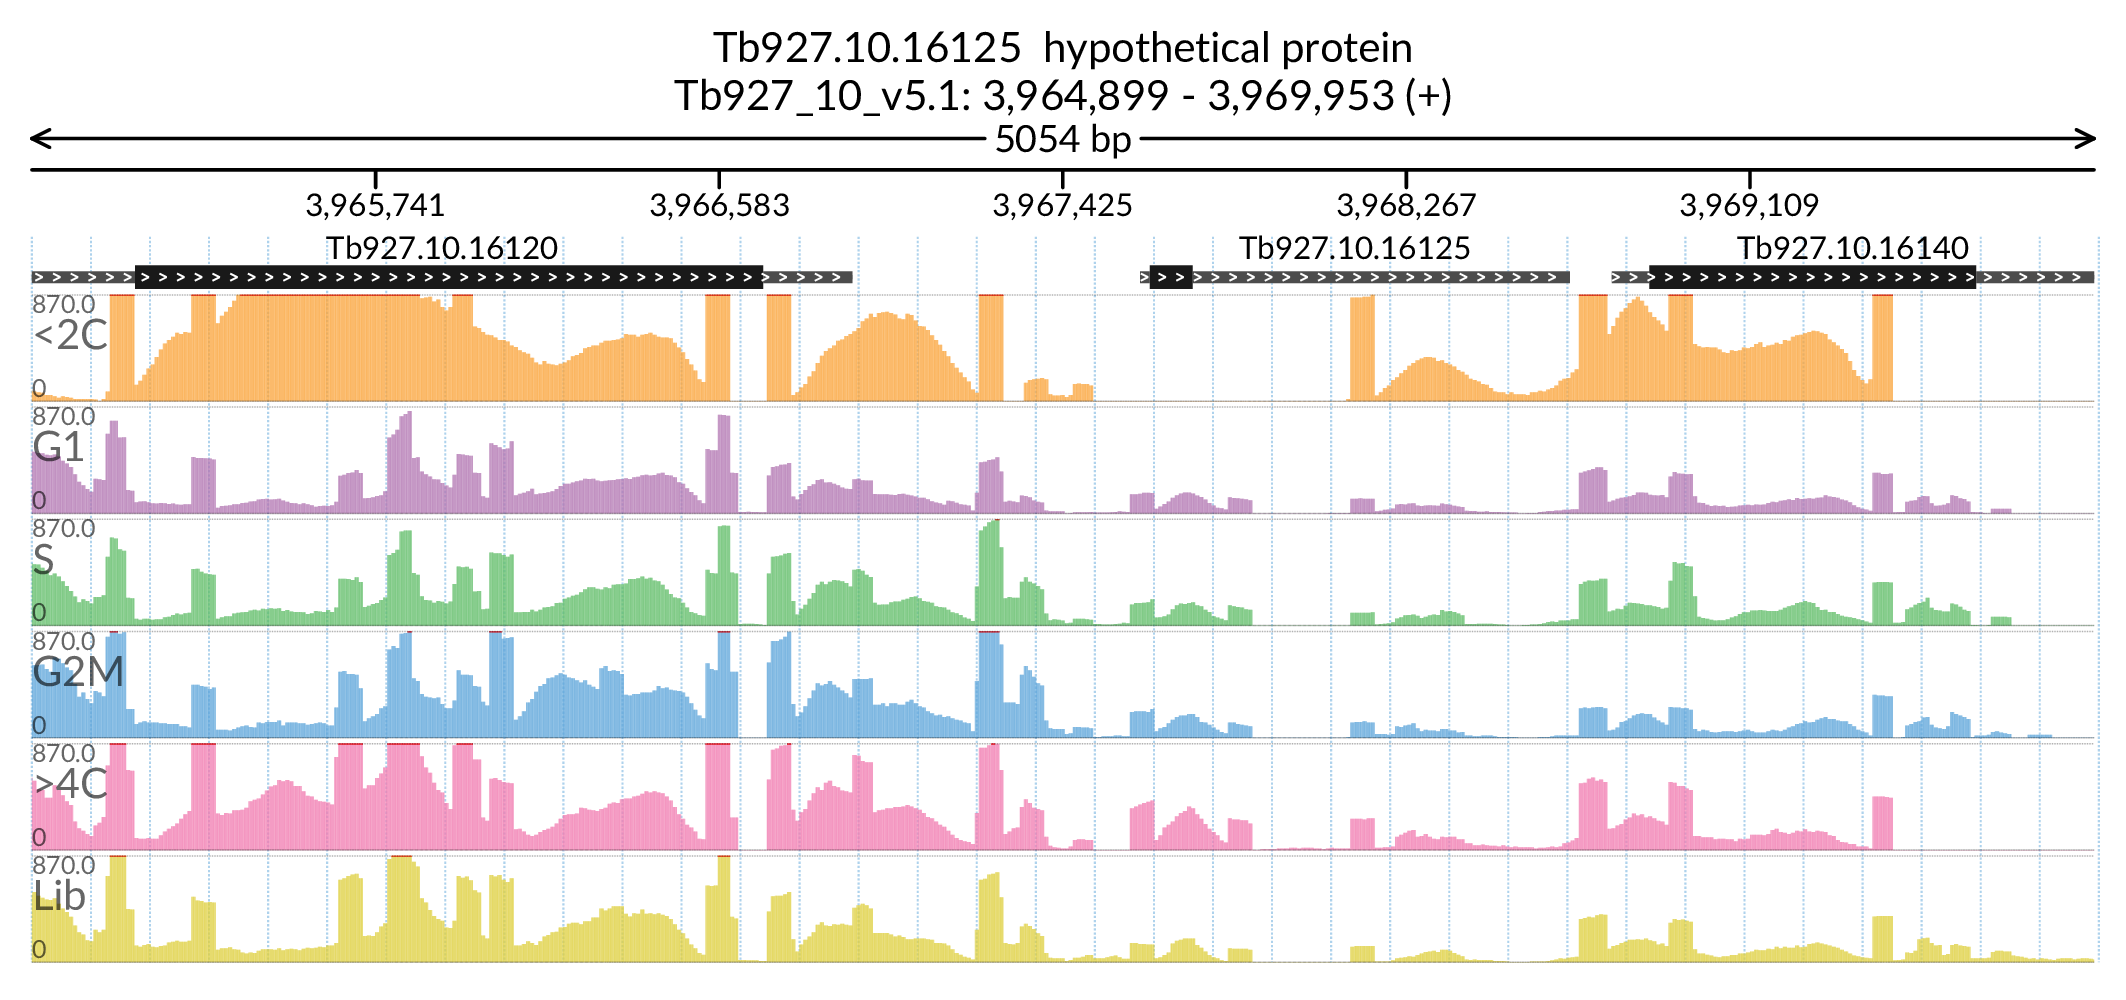 Tb927.10.16125 hypothetical protein
Tb927_10_v5.1: 3,964,899 - 3,969,953 (+)
5054 bp
3,965,741 3,966,583 3,967,425 3,968,267 3,969,109
Tb927.10.16120 Tb927.10.16125 Tb927.10.16140
870.0
<2C
0
870.0
G1
0
870.0
S
0
870.0
G2M
0
870.0
>4C
0
870.0
Lib
0